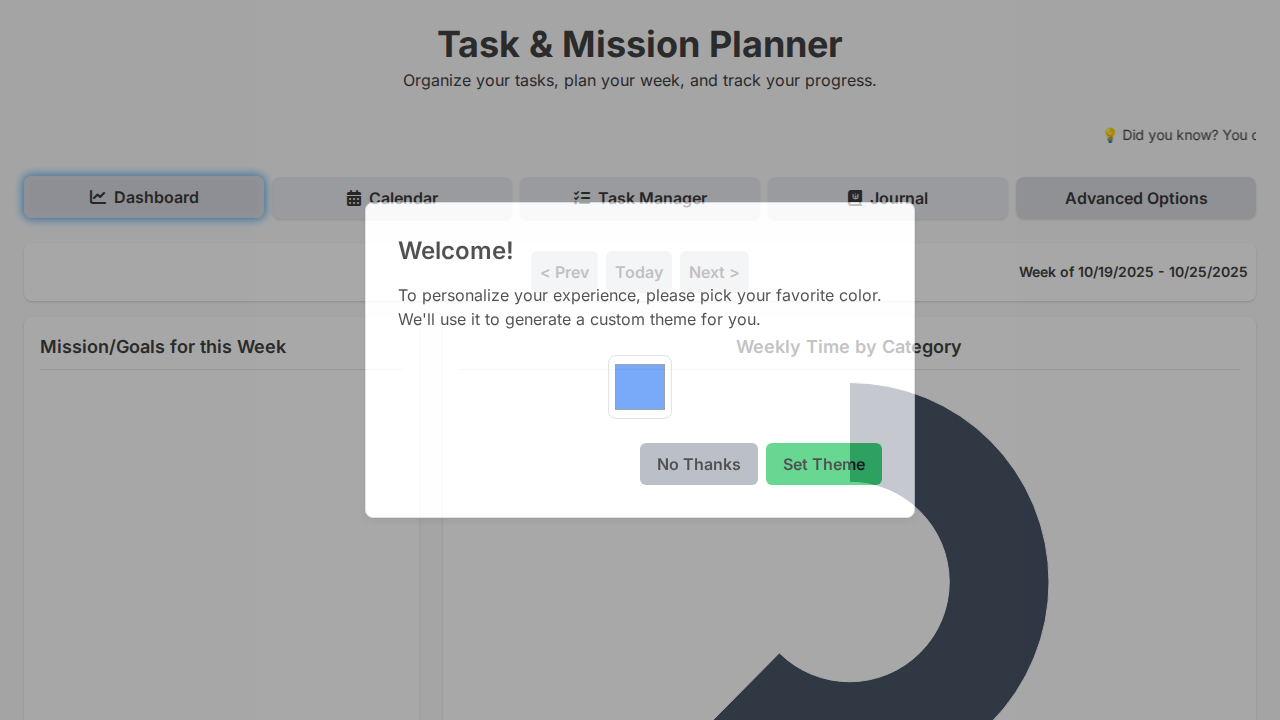 Task & Mission Planner
Organize your tasks, plan your week, and track your progress.
💡 Did you know? You c
Dashboard
Calendar
Task Manager
Journal
Advanced Options
< Prev
Today
Next >
Week of 10/19/2025 - 10/25/2025
Welcome!
To personalize your experience, please pick your favorite color.
We'll use it to generate a custom theme for you.
No Thanks
Set Theme
Mission/Goals for this Week
Weekly Time by Category